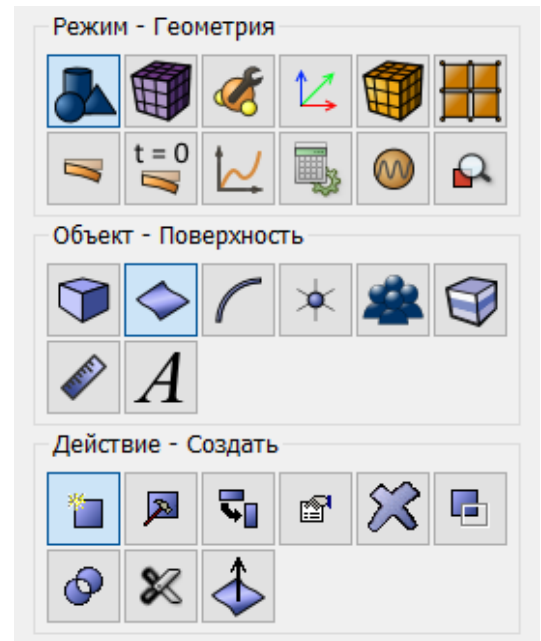 Режим - Геометрия
t = 0
Объект - Поверхность
A
Действие - Создать